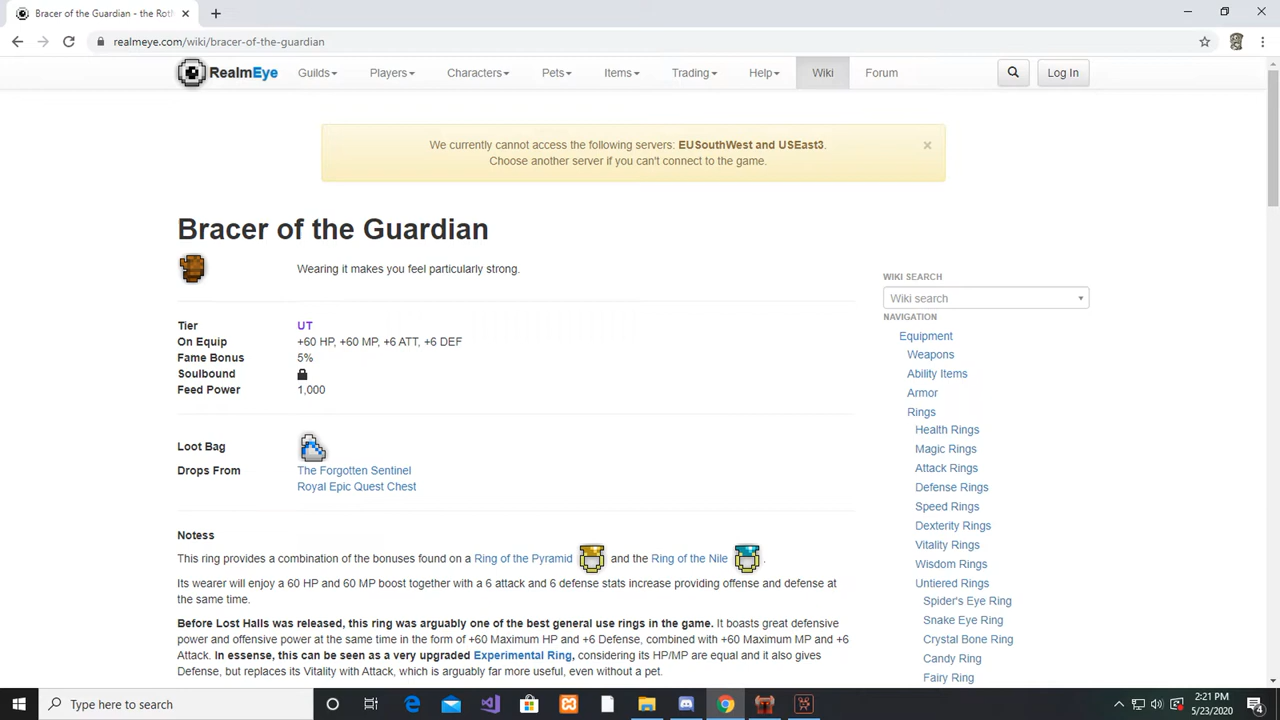 Bracer of the Guardian - the Rot
realmeye.com/wiki/bracer-of-the-guardian
RealmEye Guilds Players Characters Pets Items Trading Help Wiki Forum Log In
We currently cannot access the following servers: EUSouthWest and USEast3.
Choose another server if you can't connect to the game.
Bracer of the Guardian
Wearing it makes you feel particularly strong.
WIKI SEARCH
Wiki search
NAVIGATION
Equipment
Weapons
Ability Items
Armor
Rings
Health Rings
Magic Rings
Attack Rings
Defense Rings
Speed Rings
Dexterity Rings
Vitality Rings
Wisdom Rings
Untiered Rings
Spider's Eye Ring
Snake Eye Ring
Crystal Bone Ring
Candy Ring
Fairy Ring
Tier UT
On Equip +60 HP, +60 MP, +6 ATT, +6 DEF
Fame Bonus 5%
Soulbound
Feed Power 1,000
Loot Bag
Drops From The Forgotten Sentinel
Royal Epic Quest Chest
Notess
This ring provides a combination of the bonuses found on a Ring of the Pyramid and the Ring of the Nile .
Its wearer will enjoy a 60 HP and 60 MP boost together with a 6 attack and 6 defense stats increase providing offense and defense at
the same time.
Before Lost Halls was released, this ring was arguably one of the best general use rings in the game. It boasts great defensive
power and offensive power at the same time in the form of +60 Maximum HP and +6 Defense, combined with +60 Maximum MP and +6
Attack. In essense, this can be seen as a very upgraded Experimental Ring, considering its HP/MP are equal and it also gives
Defense, but replaces its Vitality with Attack, which is arguably far more useful, even without a pet.
Type here to search
2:21 PM
5/23/2020
4